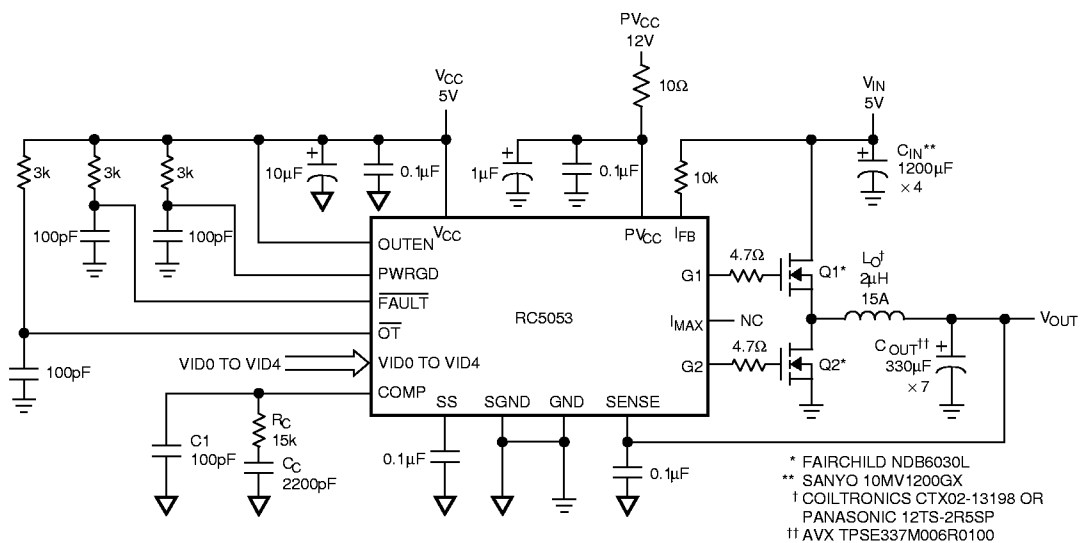 PVCC
12V
VCC
5V
10Ω
VIN
5V
3k
3k
3k
10µF
+
0.1µF
1µF
+
0.1µF
10k
+
CIN**
1200µF
× 4
100pF
100pF
VCC
PVCC
IFB
OUTEN
PWRGD
FAULT
OT
VID0 TO VID4
VID0 TO VID4
COMP
RC5053
G1
4.7Ω
Q1*
LO†
2µH
15A
IMAX
NC
VOUT
G2
4.7Ω
Q2*
+
COUT††
330µF
× 7
100pF
SS
SGND
GND
SENSE
C1
100pF
RC
15k
CC
2200pF
0.1µF
0.1µF
* FAIRCHILD NDB6030L
** SANYO 10MV1200GX
† COILTRONICS CTX02-13198 OR
PANASONIC 12TS-2R5SP
†† AVX TPSE337M006R0100